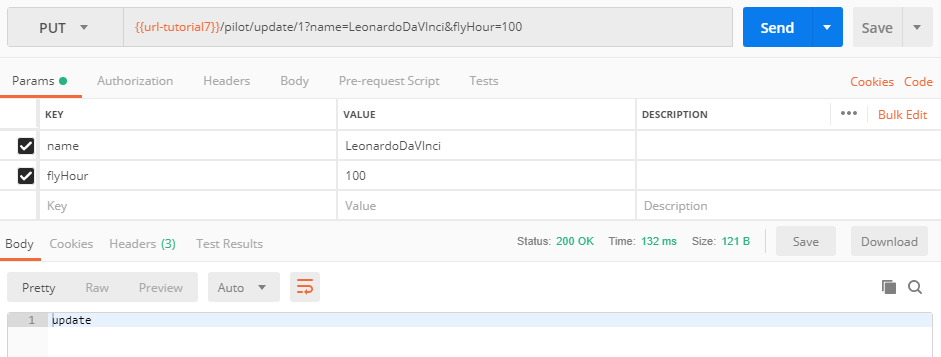 PUT {{url-tutorial7}}/pilot/update/1?name=LeonardoDaVInci&flyHour=100 Send Save
Params Authorization Headers Body Pre-request Script Tests Cookies Code
KEY VALUE DESCRIPTION ••• Bulk Edit
name LeonardoDaVInci
flyHour 100
Key Value Description
Body Cookies Headers (3) Test Results Status: 200 OK Time: 132 ms Size: 121 B Save Download
Pretty Raw Preview Auto
1 update